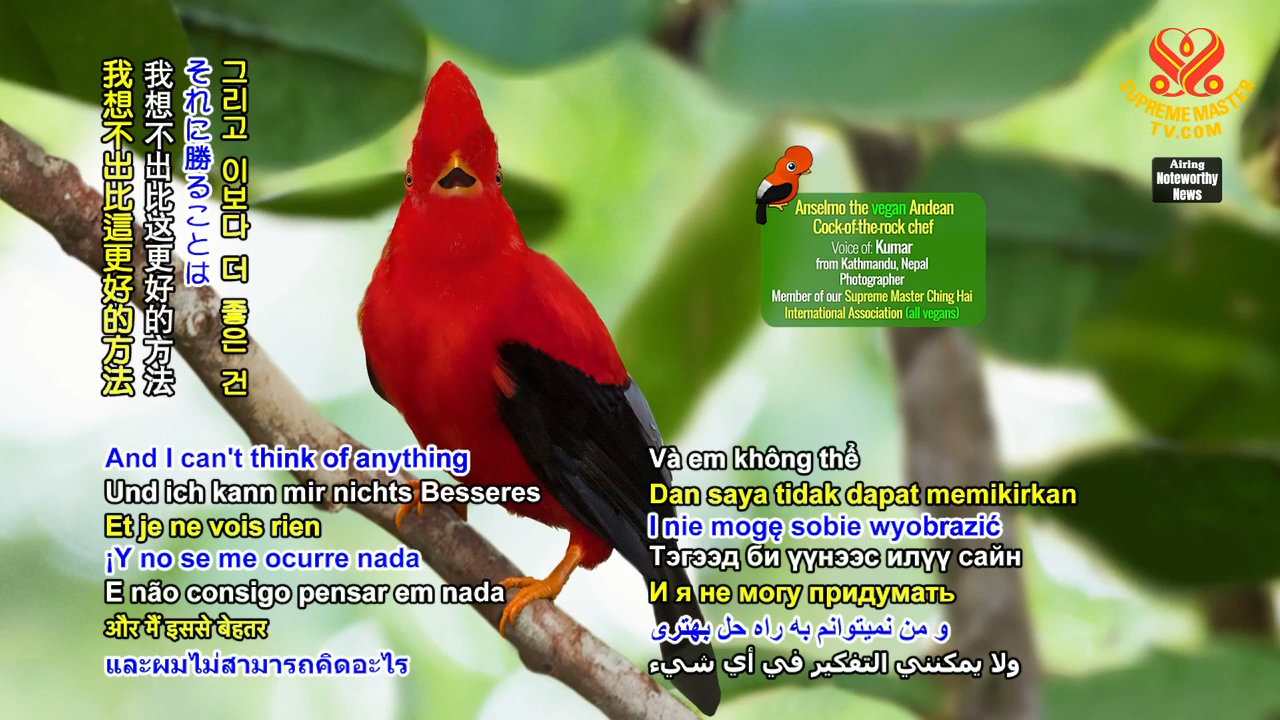 我想不出比這更好的方法
我想不出比这更好的方法
それに勝ることは
그리고 이보다 더 좋은 건
SUPREME MASTER
TV.COM
Airing
Noteworthy
News
Anselmo the vegan Andean
Cock-of-the-rock chef
Voice of: Kumar
from Kathmandu, Nepal
Photographer
Member of our Supreme Master Ching Hai
International Association (all vegans)
And I can't think of anything
Und ich kann mir nichts Besseres
Et je ne vois rien
¡Y no se me ocurre nada
E não consigo pensar em nada
और मैं इससे बेहतर
และผมไม่สามารถคิดอะไร
Và em không thể
Dan saya tidak dapat memikirkan
I nie mogę sobie wyobrazić
Тэгээд би үүнээс илүү сайн
И я не могу придумать
و من نمیتوانم به راه حل بهتری
ولا يمكنني التفكير في أي شيء